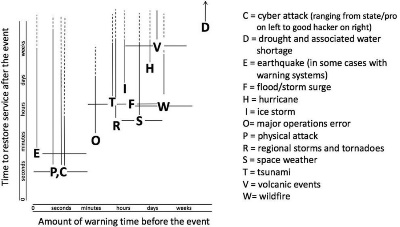 Time to restore service after the event
weeks
days
hours
minutes
seconds
0
D
V
H
I
T
F
W
R
S
O
E
P,C
0
seconds
minutes
hours
days
weeks
Amount of warning time before the event
C = cyber attack (ranging from state/pro
on left to good hacker on right)
D = drought and associated water
shortage
E = earthquake (in some cases with
warning systems)
F = flood/storm surge
H = hurricane
I = ice storm
O= major operations error
P = physical attack
R = regional storms and tornadoes
S = space weather
T = tsunami
V = volcanic events
W= wildfire